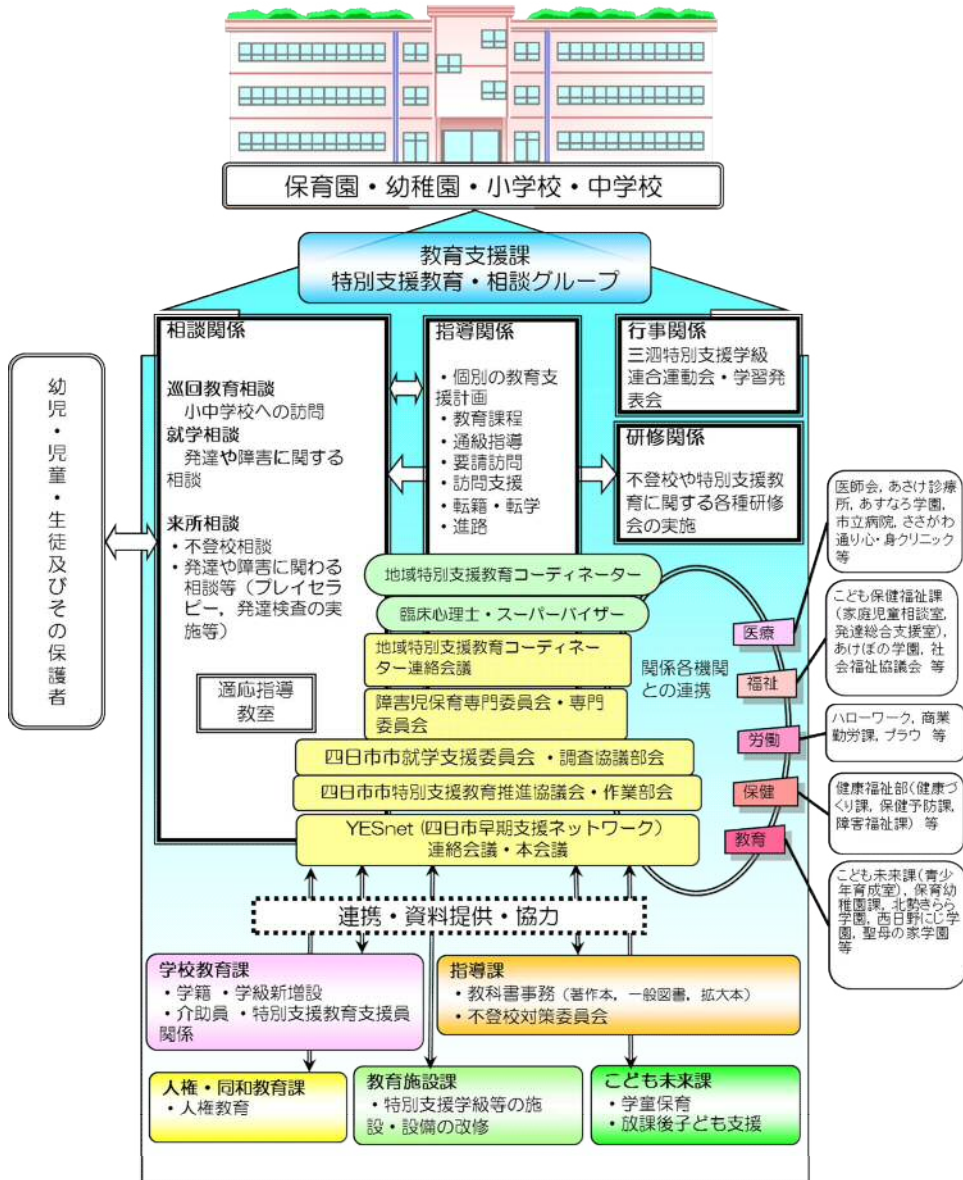 保育園・幼稚園・小学校・中学校
教育支援課
特別支援教育・相談グループ
相談関係
巡回教育相談
小中学校への訪問
就学相談
発達や障害に関する
相談
来所相談
・不登校相談
・発達や障害に関わる
相談等（プレイセラ
ピー，発達検査の実
施等）
適応指導
教室
指導関係
・個別の教育支
援計画
・教育課程
・通級指導
・要請訪問
・訪問支援
・転籍・転学
・進路
行事関係
三泗特別支援学級
連合運動会・学習発
表会
研修関係
不登校や特別支援教
育に関する各種研修
会の実施
幼児・児童・生徒及びその保護者
地域特別支援教育コーディネーター
臨床心理士・スーパーバイザー
地域特別支援教育コーディネー
ター連絡会議
障害児保育専門委員会・専門
委員会
四日市市就学支援委員会 ・調査協議部会
四日市市特別支援教育推進協議会・作業部会
YESnet（四日市早期支援ネットワーク）
連絡会議・本会議
関係各機関
との連携
医療
福祉
労働
保健
教育
医師会，あさけ診療
所，あすなろ学園，
市立病院，ささがわ
通り心・身クリニック
等
こども保健福祉課
（家庭児童相談室，
発達総合支援室），
あけぼの学園，社
会福祉協議会 等
ハローワーク，商業
勤労課，プラウ 等
健康福祉部（健康づ
くり課，保健予防課，
障害福祉課） 等
こども未来課（青少
年育成室），保育幼
稚園課，北勢きらら
学園，西日野にじ学
園，聖母の家学園
等
連携・資料提供・協力
学校教育課
・学籍 ・学級新増設
・介助員 ・特別支援教育支援員
関係
指導課
・教科書事務（著作本，一般図書，拡大本）
・不登校対策委員会
人権・同和教育課
・人権教育
教育施設課
・特別支援学級等の施
設・設備の改修
こども未来課
・学童保育
・放課後子ども支援